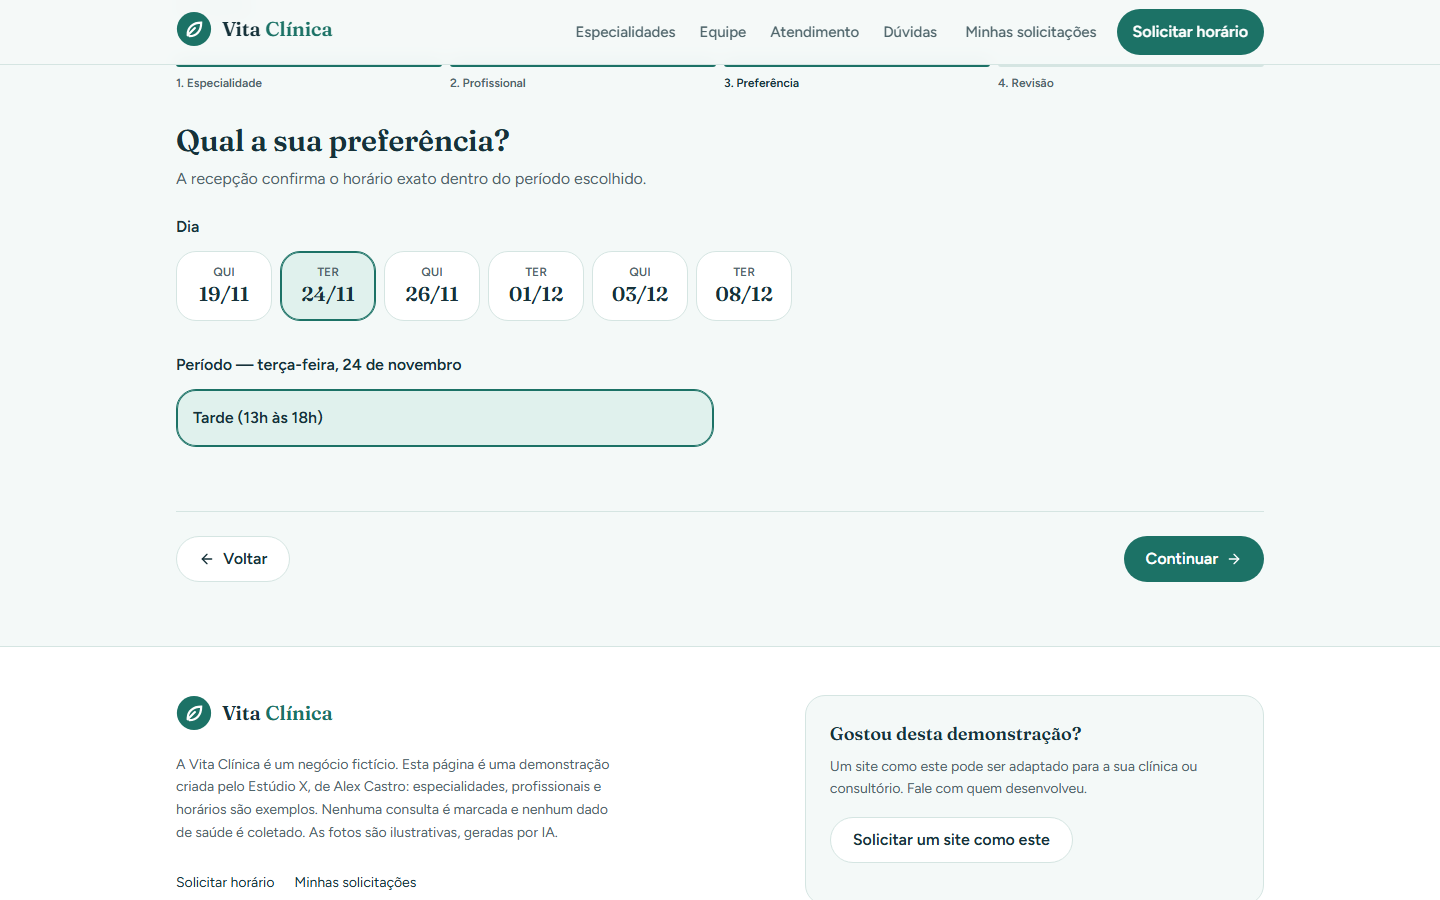 Vita Clínica
Especialidades
Equipe
Atendimento
Dúvidas
Minhas solicitações
Solicitar horário
1. Especialidade
2. Profissional
3. Preferência
4. Revisão
Qual a sua preferência?
A recepção confirma o horário exato dentro do período escolhido.
Dia
QUI
19/11
TER
24/11
QUI
26/11
TER
01/12
QUI
03/12
TER
08/12
Período — terça-feira, 24 de novembro
Tarde (13h às 18h)
← Voltar
Continuar →
Vita Clínica
A Vita Clínica é um negócio fictício. Esta página é uma demonstração
criada pelo Estúdio X, de Alex Castro: especialidades, profissionais e
horários são exemplos. Nenhuma consulta é marcada e nenhum dado
de saúde é coletado. As fotos são ilustrativas, geradas por IA.
Solicitar horário
Minhas solicitações
Gostou desta demonstração?
Um site como este pode ser adaptado para a sua clínica ou
consultório. Fale com quem desenvolveu.
Solicitar um site como este